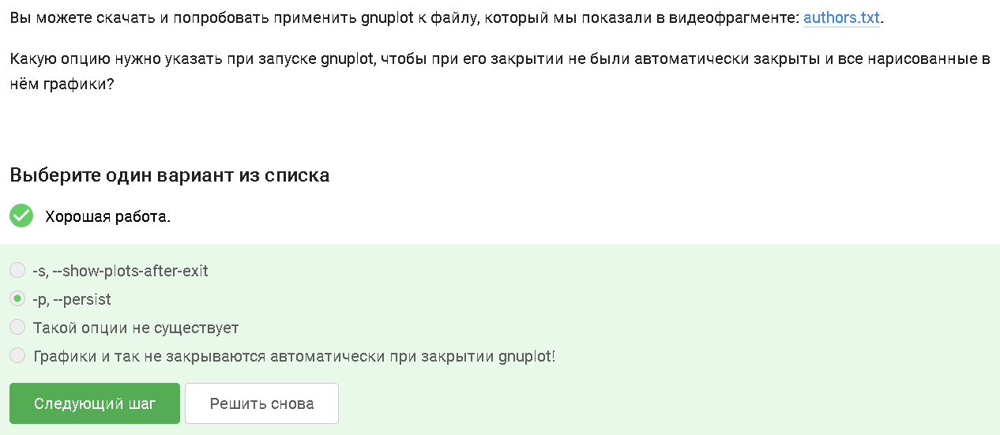 Вы можете скачать и попробовать применить gnuplot к файлу, который мы показали в видеофрагменте: authors.txt.
Какую опцию нужно указать при запуске gnuplot, чтобы при его закрытии не были автоматически закрыты и все нарисованные в
нём графики?
Выберите один вариант из списка
Хорошая работа.
-s, --show-plots-after-exit
-p, --persist
Такой опции не существует
Графики и так не закрываются автоматически при закрытии gnuplot!
Следующий шаг
Решить снова